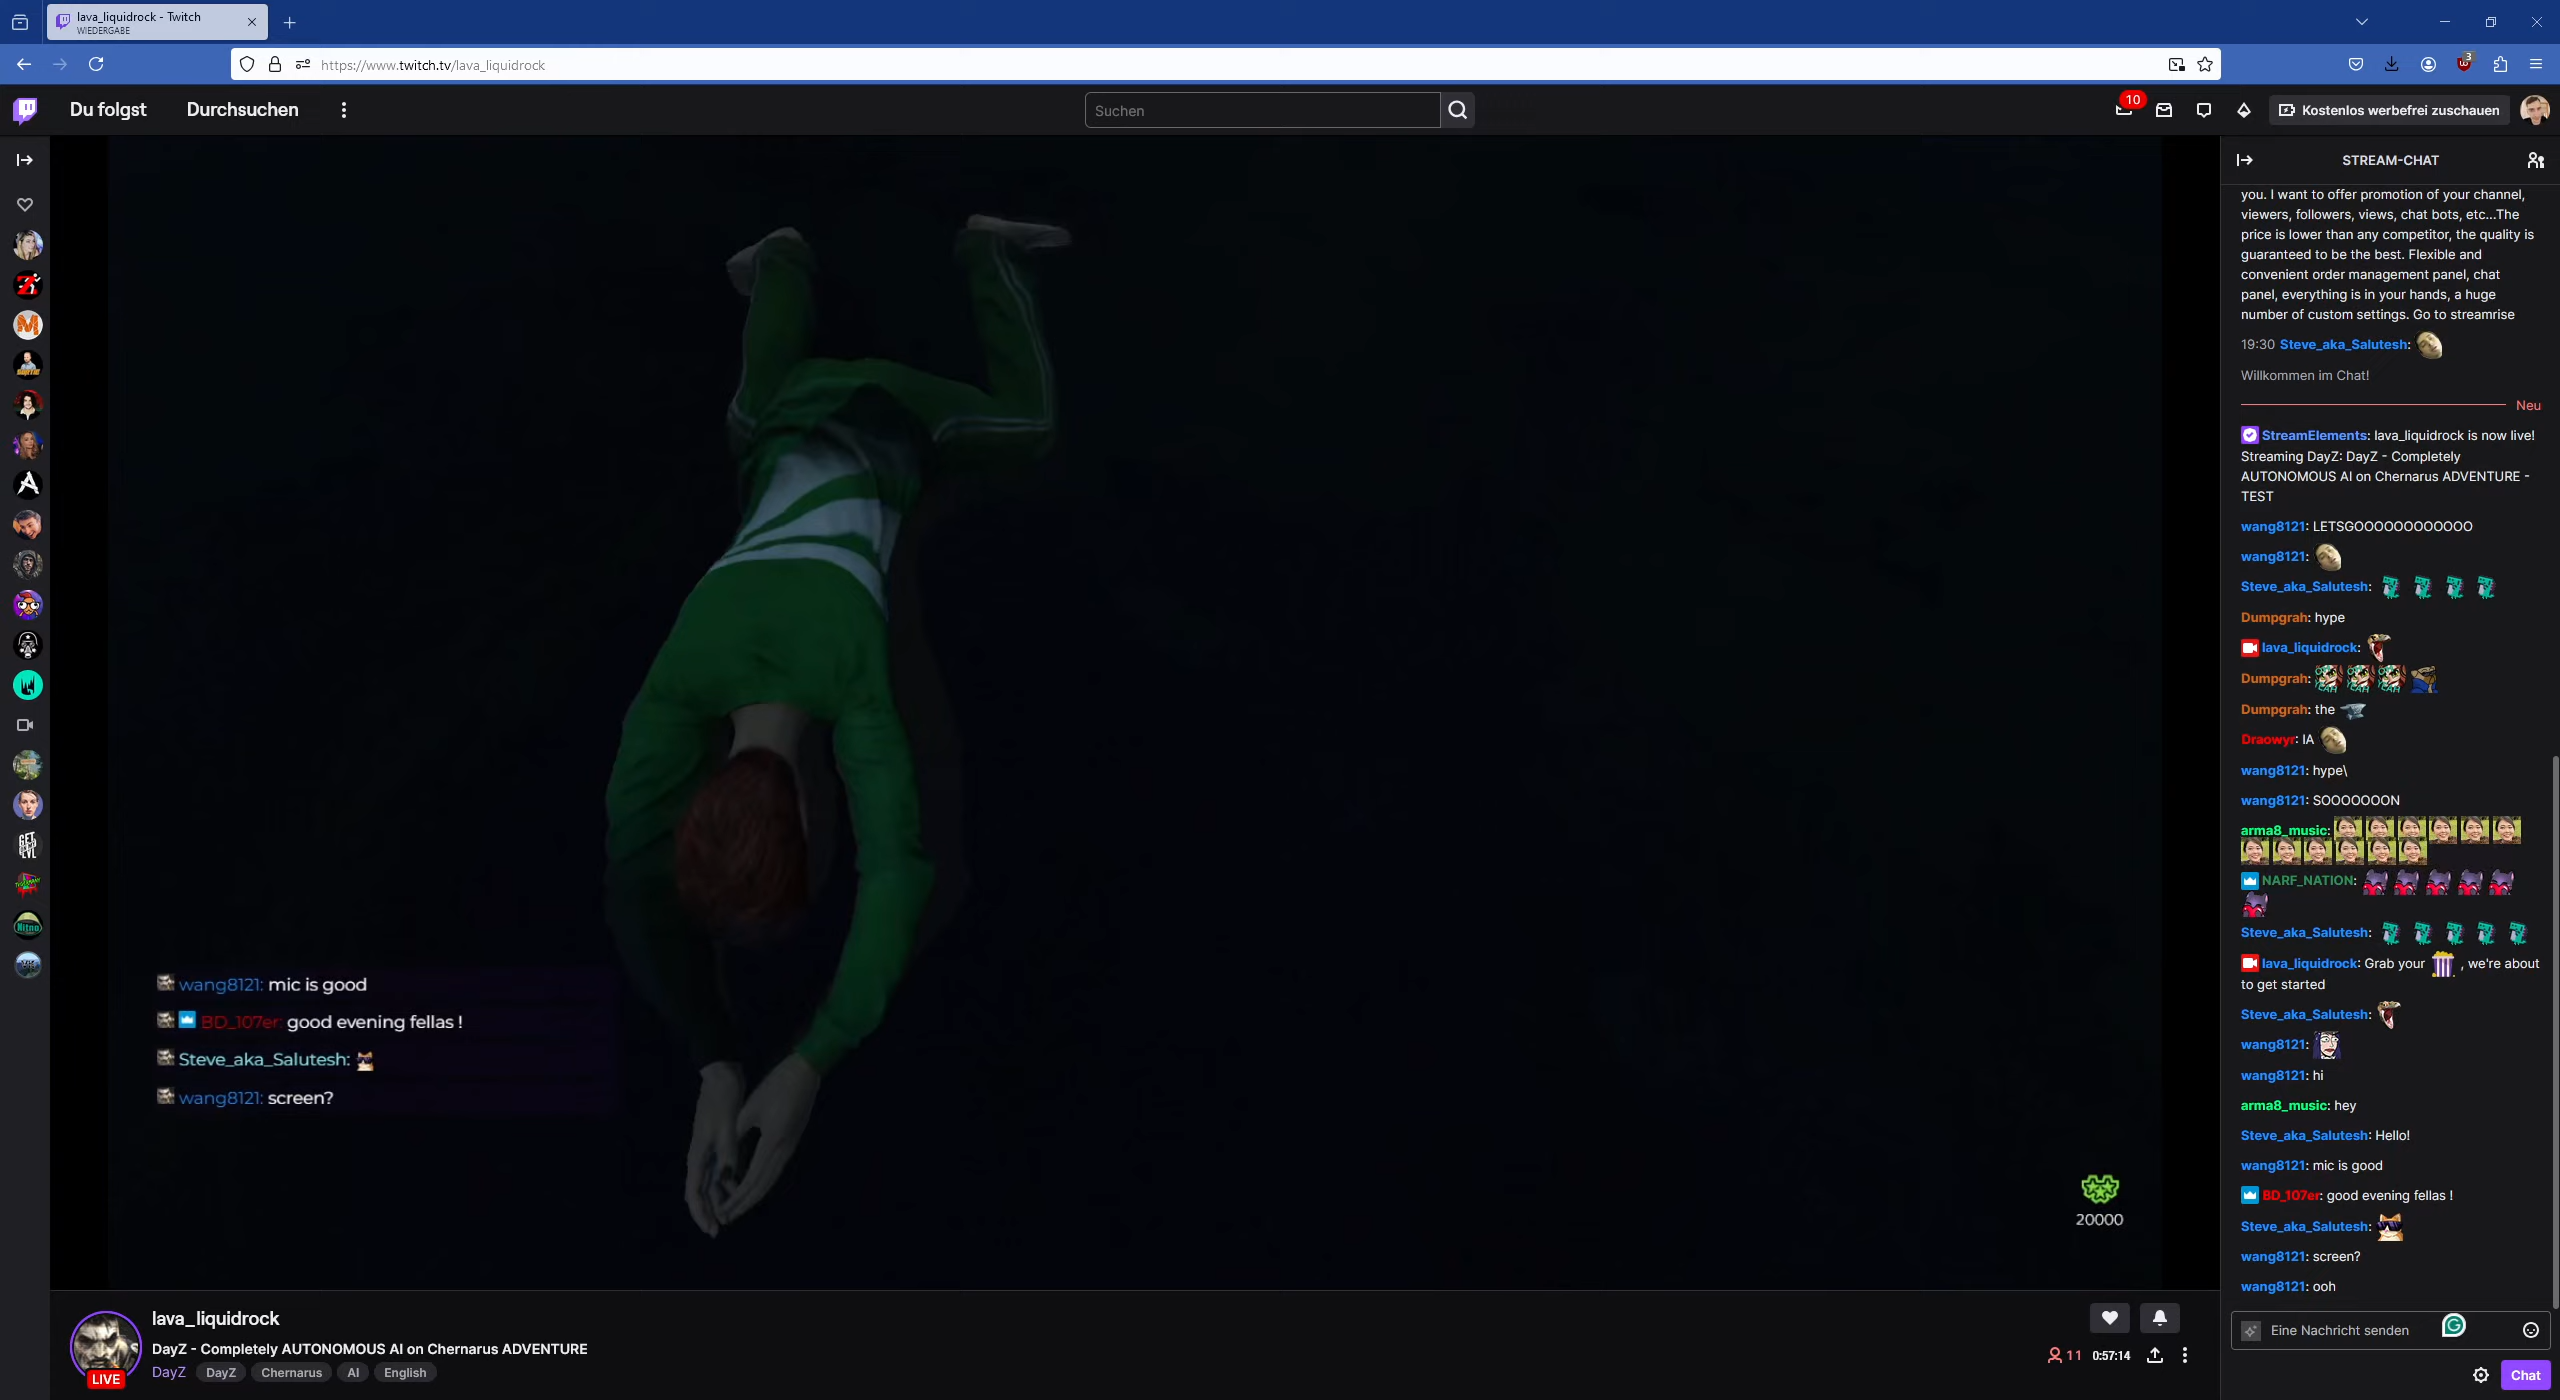 lava_liquidrock - Twitch
WIEDERGABE
https://www.twitch.tv/lava_liquidrock
3
Du folgst
Durchsuchen
Suchen
10
Kostenlos werbefrei zuschauen
STREAM-CHAT
you. I want to offer promotion of your channel,
viewers, followers, views, chat bots, etc...The
price is lower than any competitor, the quality is
guaranteed to be the best. Flexible and
convenient order management panel, chat
panel, everything is in your hands, a huge
number of custom settings. Go to streamrise
19:30 Steve_aka_Salutesh:
Willkommen im Chat!
Neu
StreamElements: lava_liquidrock is now live!
Streaming DayZ: DayZ - Completely
AUTONOMOUS AI on Chernarus ADVENTURE -
TEST
wang8121: LETSGOOOOOOOOOOOO
wang8121:
Steve_aka_Salutesh:
Dumpgrah: hype
lava_liquidrock:
Dumpgrah:
Dumpgrah: the
Draowyr: IA
wang8121: hype\
wang8121: SOOOOOOON
arma8_music:
NARF_NATION:
Steve_aka_Salutesh:
lava_liquidrock: Grab your , we're about
to get started
Steve_aka_Salutesh:
wang8121:
wang8121: hi
arma8_music: hey
Steve_aka_Salutesh: Hello!
wang8121: mic is good
BD_107er: good evening fellas !
Steve_aka_Salutesh:
wang8121: screen?
wang8121: ooh
Eine Nachricht senden
Chat
wang8121: mic is good
BD_107er: good evening fellas !
Steve_aka_Salutesh:
wang8121: screen?
20000
lava_liquidrock
DayZ - Completely AUTONOMOUS AI on Chernarus ADVENTURE
DayZ DayZ Chernarus AI English
LIVE
11 0:57:14